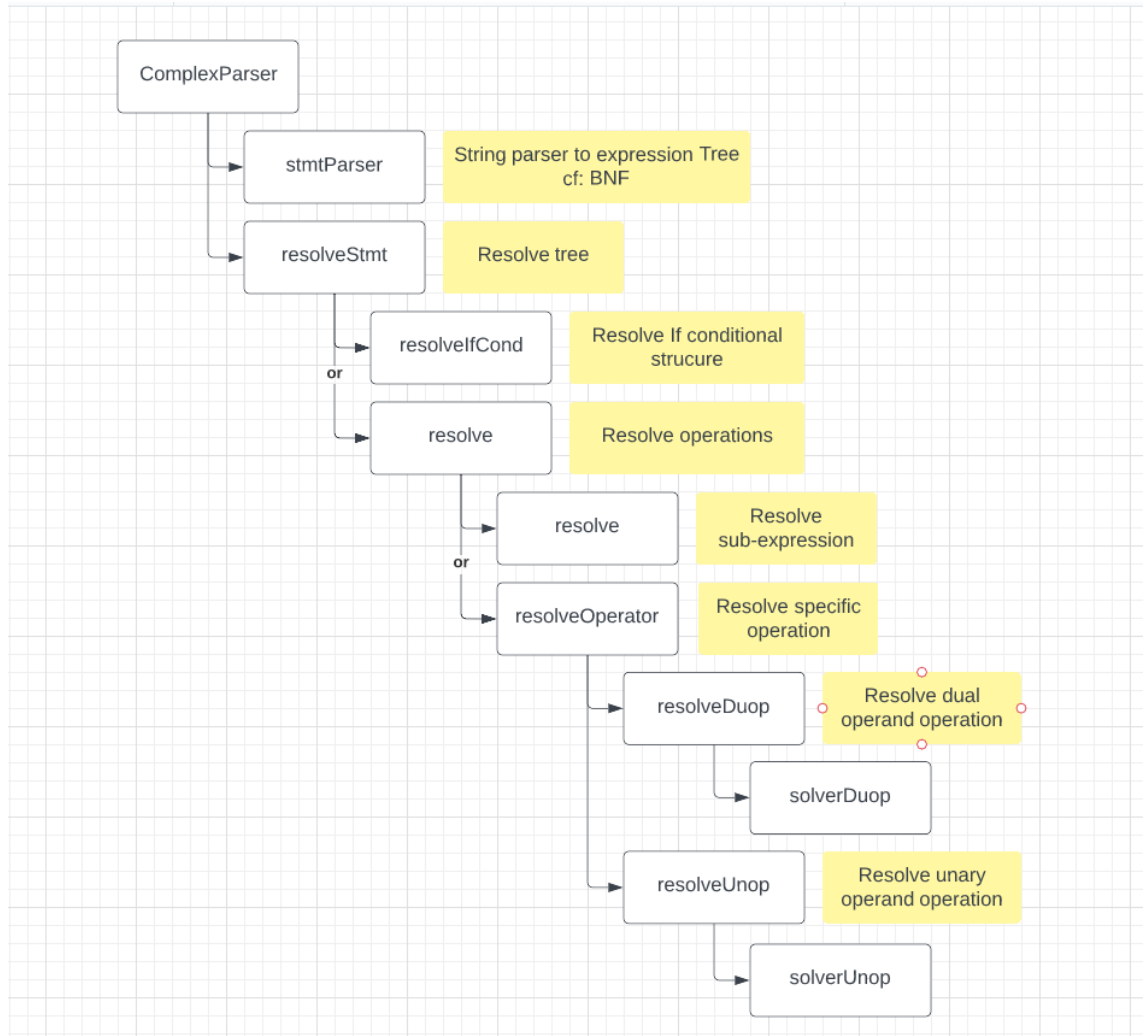 ComplexParser
stmtParser
String parser to expression Tree
cf: BNF
resolveStmt
Resolve tree
resolveIfCond
Resolve If conditional
strucure
or
resolve
Resolve operations
resolve
Resolve
sub-expression
or
resolveOperator
Resolve specific
operation
resolveDuop
Resolve dual
operand operation
solverDuop
resolveUnop
Resolve unary
operand operation
solverUnop